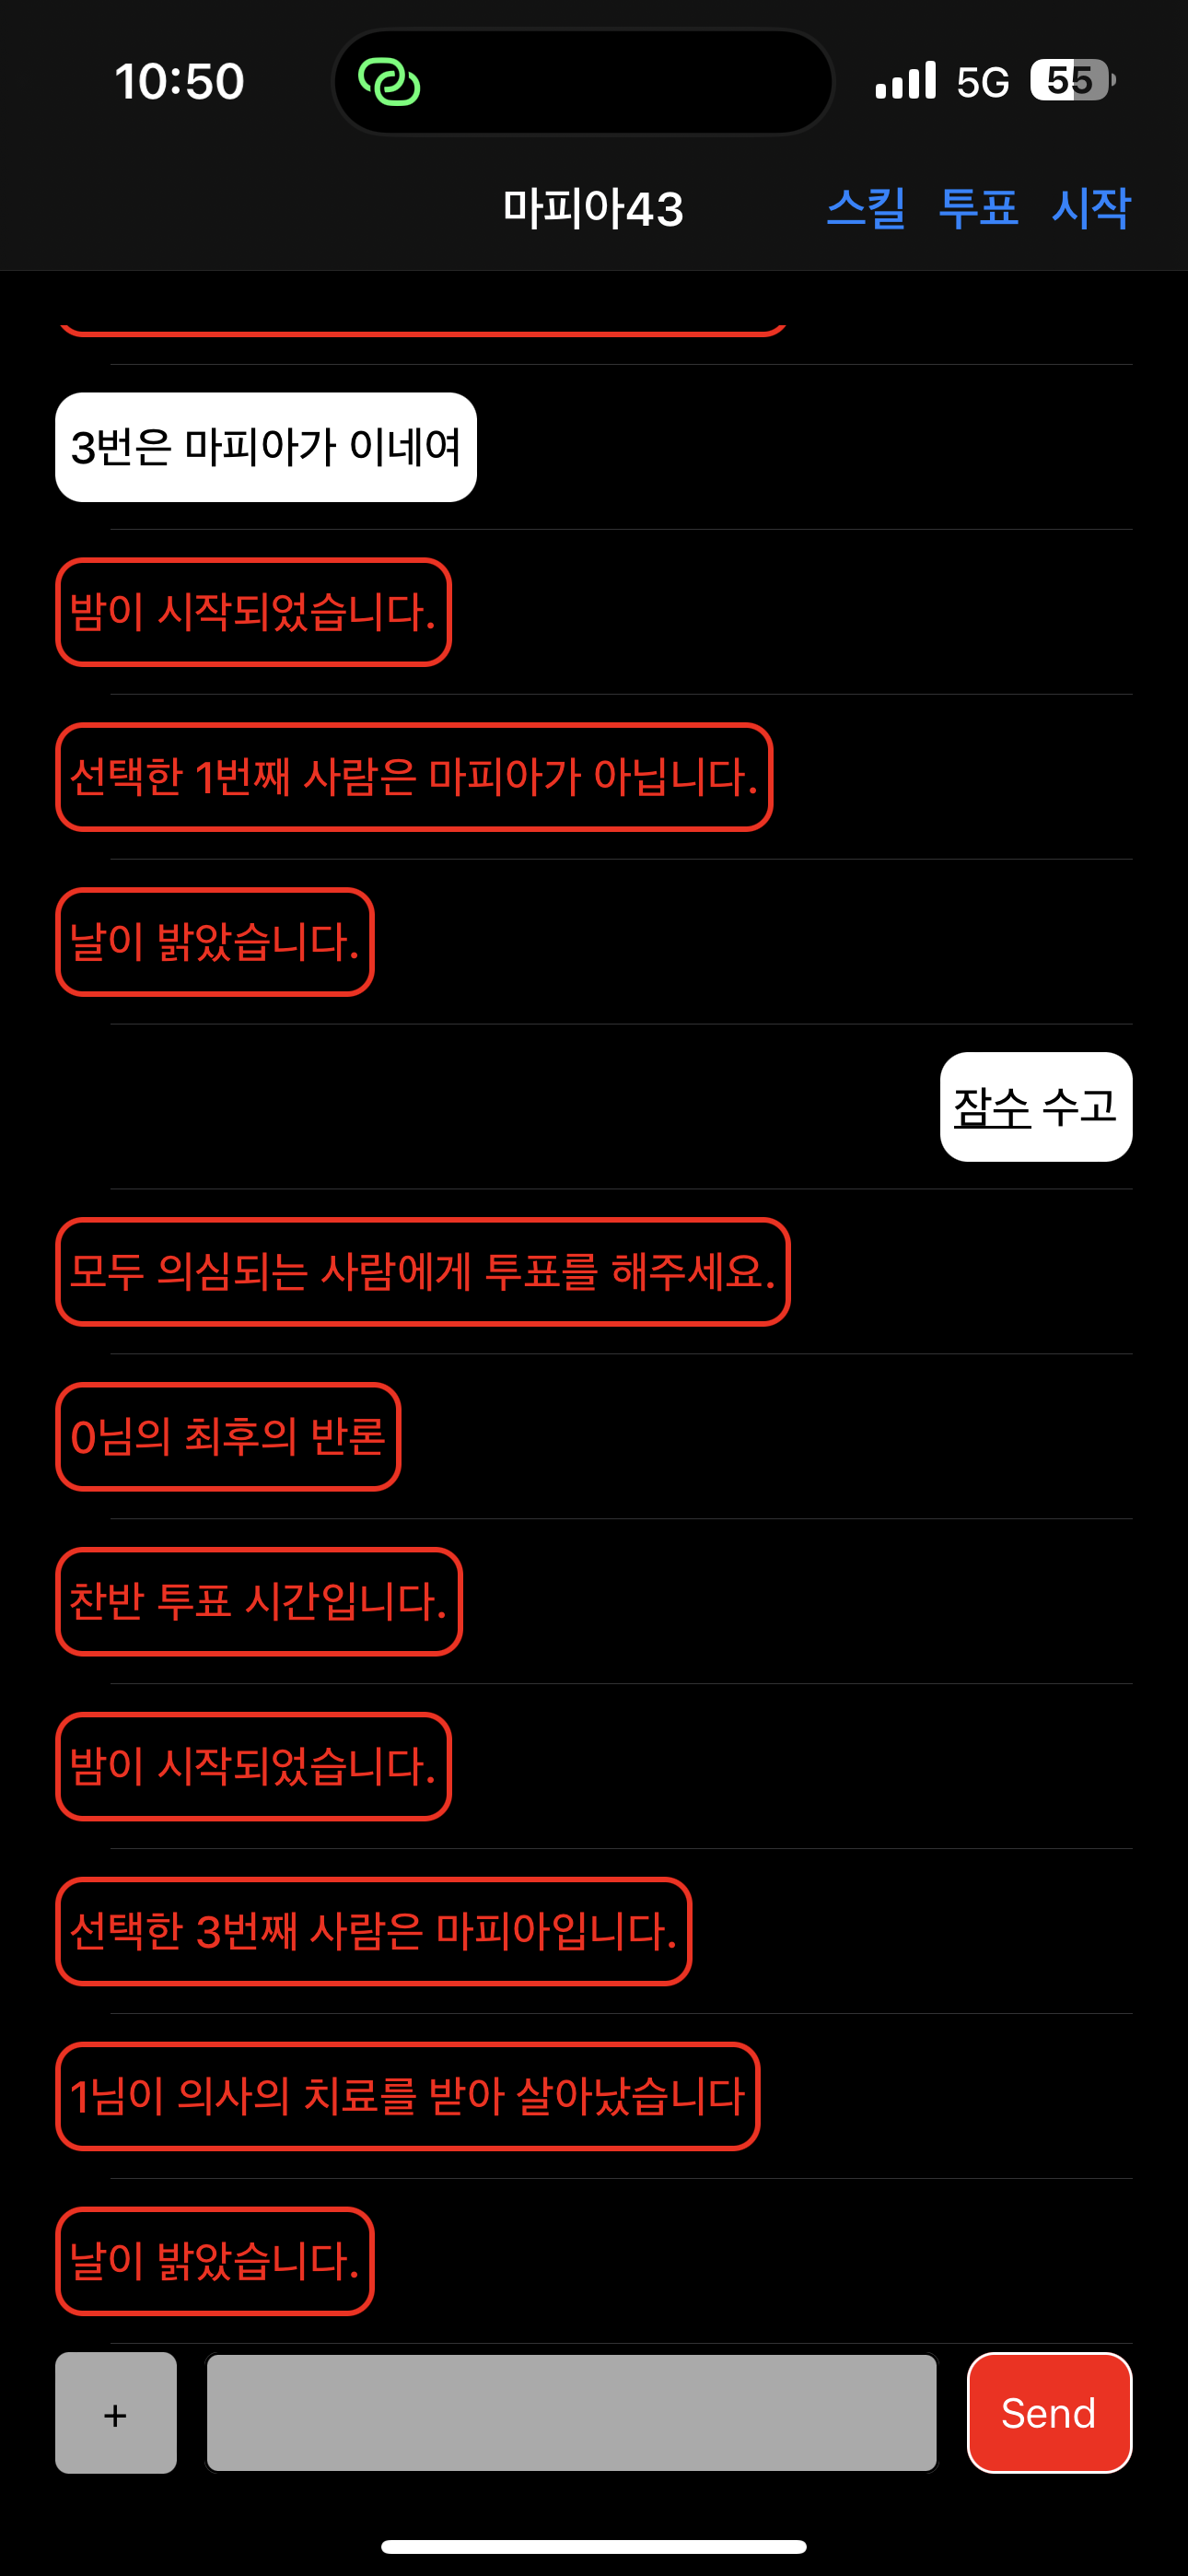 10:50
5G
55
마피아43
스킬 투표 시작
3번은 마피아가 이네여
밤이 시작되었습니다.
선택한 1번째 사람은 마피아가 아닙니다.
날이 밝았습니다.
잠수 수고
모두 의심되는 사람에게 투표를 해주세요.
0님의 최후의 반론
찬반 투표 시간입니다.
밤이 시작되었습니다.
선택한 3번째 사람은 마피아입니다.
1님이 의사의 치료를 받아 살아났습니다
날이 밝았습니다.
+
Send